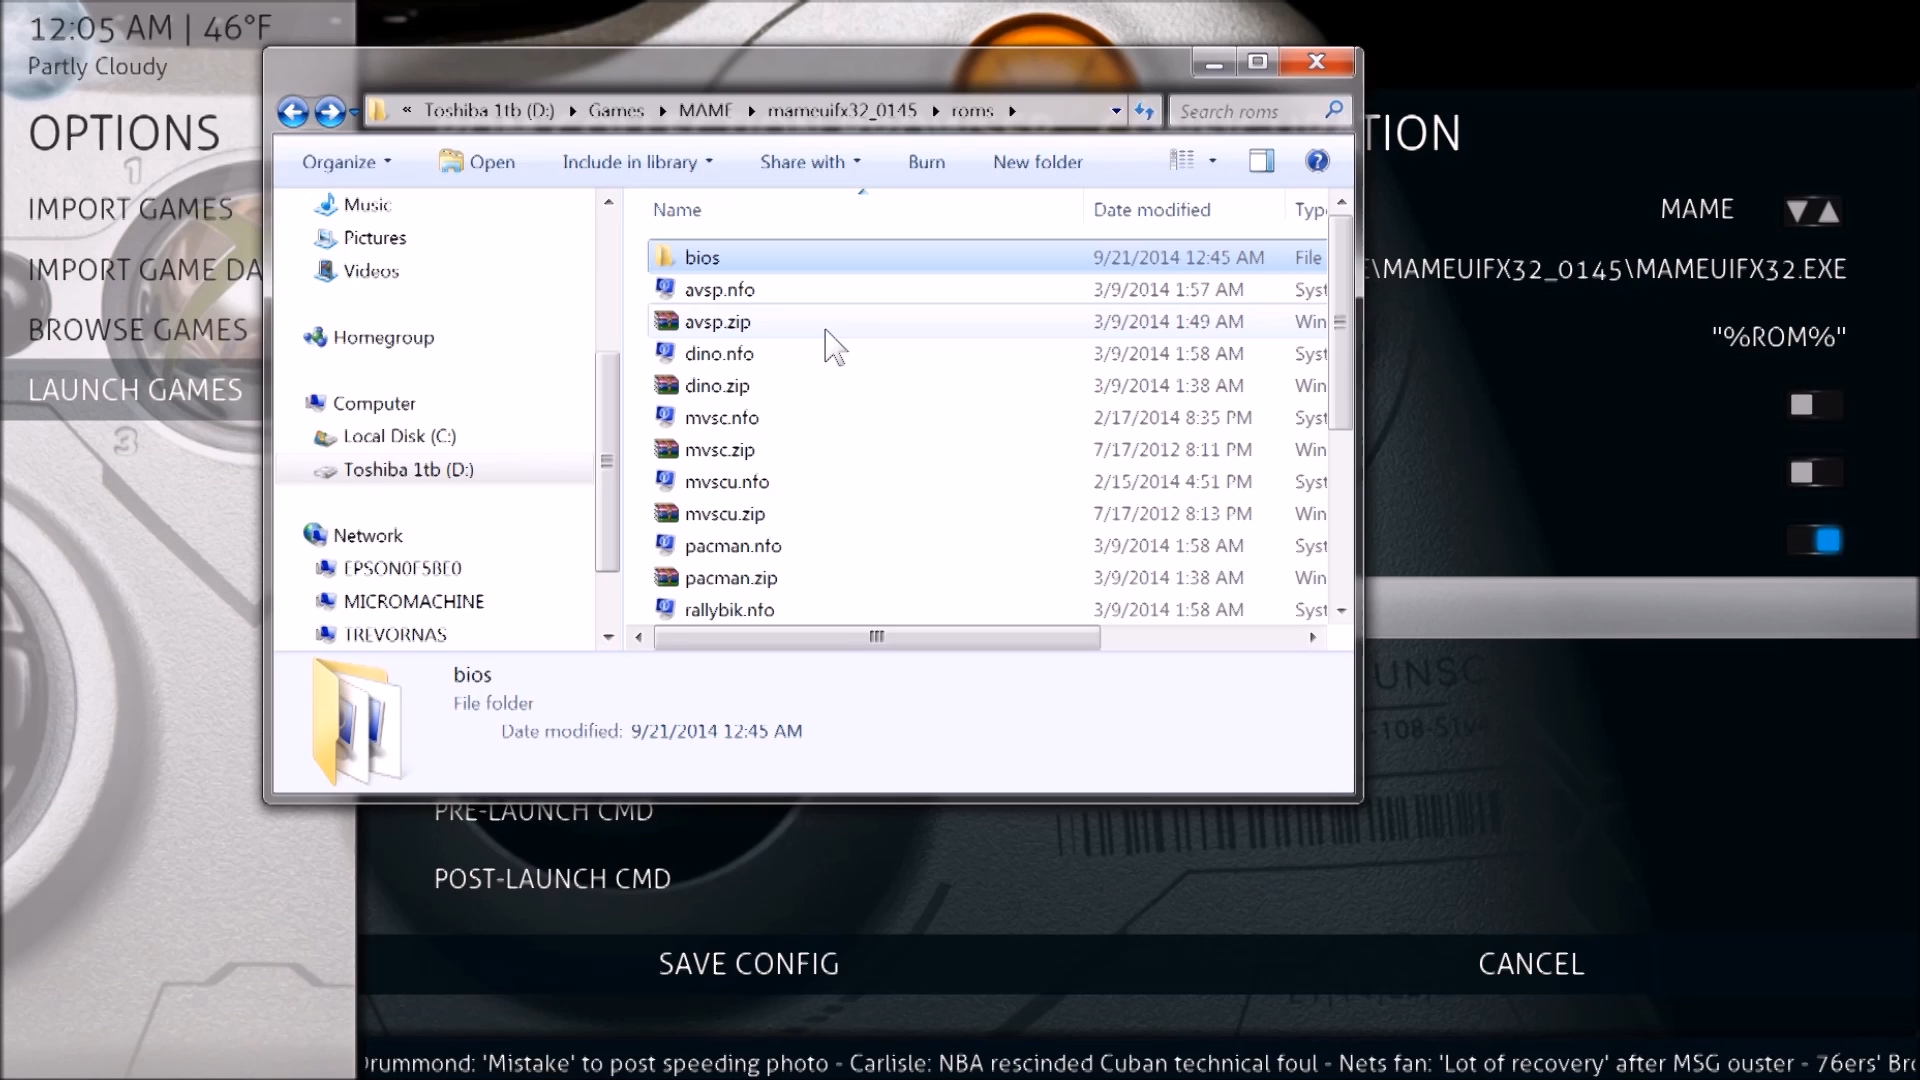 12:05 AM | 46°F
Partly Cloudy
OPTIONS
IMPORT GAMES
IMPORT GAME DA
BROWSE GAMES
LAUNCH GAMES
1
3
« Toshiba 1tb (D:) Games MAME mameuifx32_0145 roms
Search roms
Organize Open Include in library Share with Burn New folder
Music
Pictures
Videos
Homegroup
Computer
Local Disk (C:)
Toshiba 1tb (D:)
Network
EPSON0F5BE0
MICROMACHINE
TREVORNAS
Name Date modified Typ
bios 9/21/2014 12:45 AM File
avsp.nfo 3/9/2014 1:57 AM Syst
avsp.zip 3/9/2014 1:49 AM Win
dino.nfo 3/9/2014 1:58 AM Syst
dino.zip 3/9/2014 1:38 AM Win
mvsc.nfo 2/17/2014 8:35 PM Syst
mvsc.zip 7/17/2012 8:11 PM Win
mvscu.nfo 2/15/2014 4:51 PM Syst
mvscu.zip 7/17/2012 8:13 PM Win
pacman.nfo 3/9/2014 1:58 AM Syst
pacman.zip 3/9/2014 1:38 AM Win
rallybik.nfo 3/9/2014 1:58 AM Syst
bios
File folder
Date modified: 9/21/2014 12:45 AM
TION
MAME
\MAMEUIFX32_0145\MAMEUIFX32.EXE
"%ROM%"
UNSC
PRE-LAUNCH CMD
POST-LAUNCH CMD
SAVE CONFIG
CANCEL
Drummond: 'Mistake' to post speeding photo - Carlisle: NBA rescinded Cuban technical foul - Nets fan: 'Lot of recovery' after MSG ouster - 76ers' Br